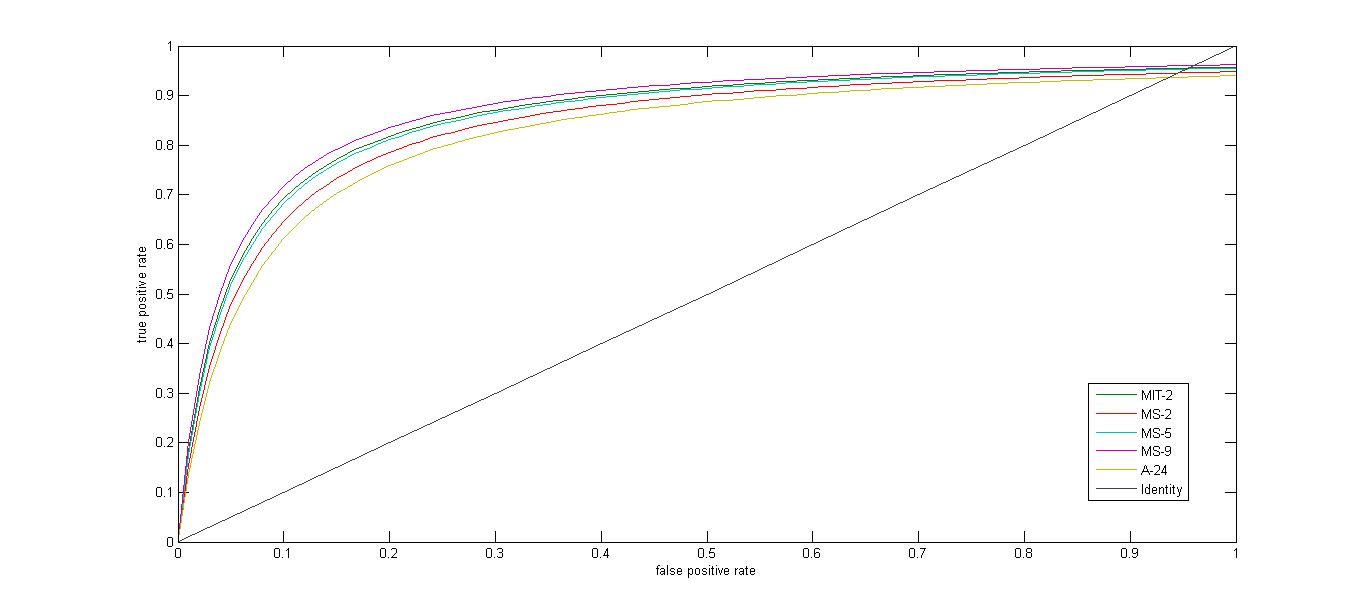 1
0.9
0.8
0.7
0.6
0.5
0.4
0.3
0.2
0.1
0
true positive rate
0 0.1 0.2 0.3 0.4 0.5 0.6 0.7 0.8 0.9 1
false positive rate
MIT-2
MS-2
MS-5
MS-9
A-24
Identity